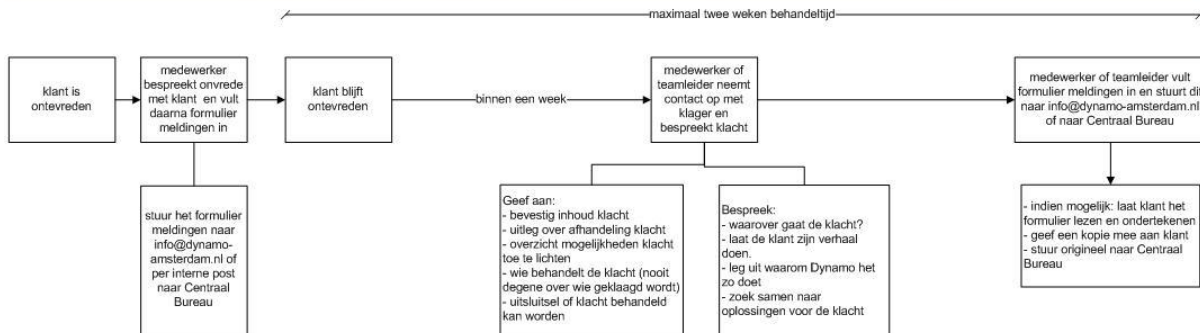 maximaal twee weken behandeltijd
klant is
ontevreden
medewerker
bespreekt onvrede
met klant en vult
daarna formulier
meldingen in
klant blijft
ontevreden
binnen een week
medewerker of
teamleider neemt
contact op met
klager en
bespreekt klacht
medewerker of teamleider vult
formulier meldingen in en stuurt dit
naar info@dynamo-amsterdam.nl
of naar Centraal Bureau
stuur het formulier
meldingen naar
info@dynamo-
amsterdam.nl of
per interne post
naar Centraal
Bureau
Geef aan:
- bevestig inhoud klacht
- uitleg over afhandeling klacht
- overzicht mogelijkheden klacht
toe te lichten
- wie behandelt de klacht (nooit
degene over wie geklaagd wordt)
- uitsluitsel of klacht behandeld
kan worden
Bespreek:
- waarover gaat de klacht?
- laat de klant zijn verhaal
doen.
- leg uit waarom Dynamo het
zo doet
- zoek samen naar
oplossingen voor de klacht
- indien mogelijk: laat klant het
formulier lezen en ondertekenen
- geef een kopie mee aan klant
- stuur origineel naar Centraal
Bureau